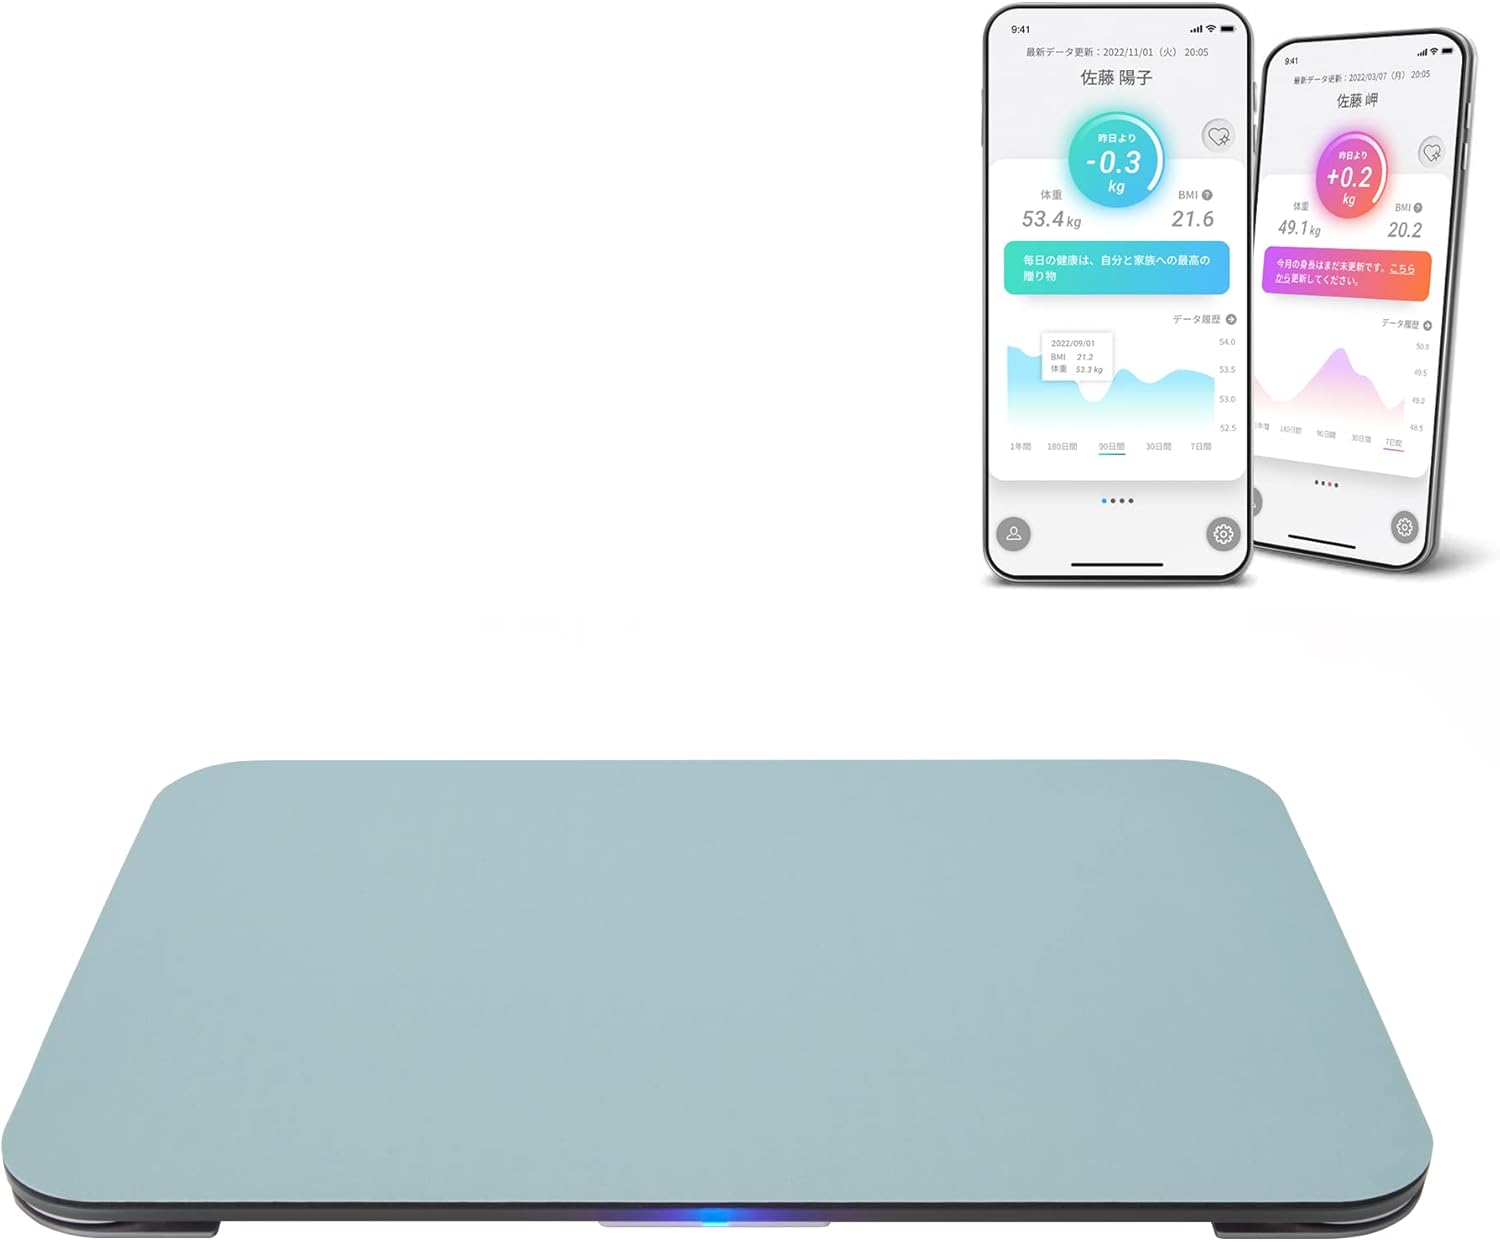 9:41
最新データ更新：2022/11/01（火） 20:05
佐藤 陽子
昨日より
-0.3
kg
体重
53.4kg
BMI ?
21.6
毎日の健康は、自分と家族への最高の
贈り物
データ履歴
2022/09/01
BMI 21.2
体重 53.3 kg
54.0
53.5
53.0
52.5
1年間 180日間 90日間 30日間 7日間
9:41
最新データ更新：2022/03/07（月） 20:05
佐藤 岬
昨日より
+0.2
kg
体重
49.1kg
BMI ?
20.2
今月の身長はまだ未更新です。こちら
から更新してください。
データ履歴
50.0
49.5
49.0
48.5
1年間 180日間 90日間 30日間 7日間